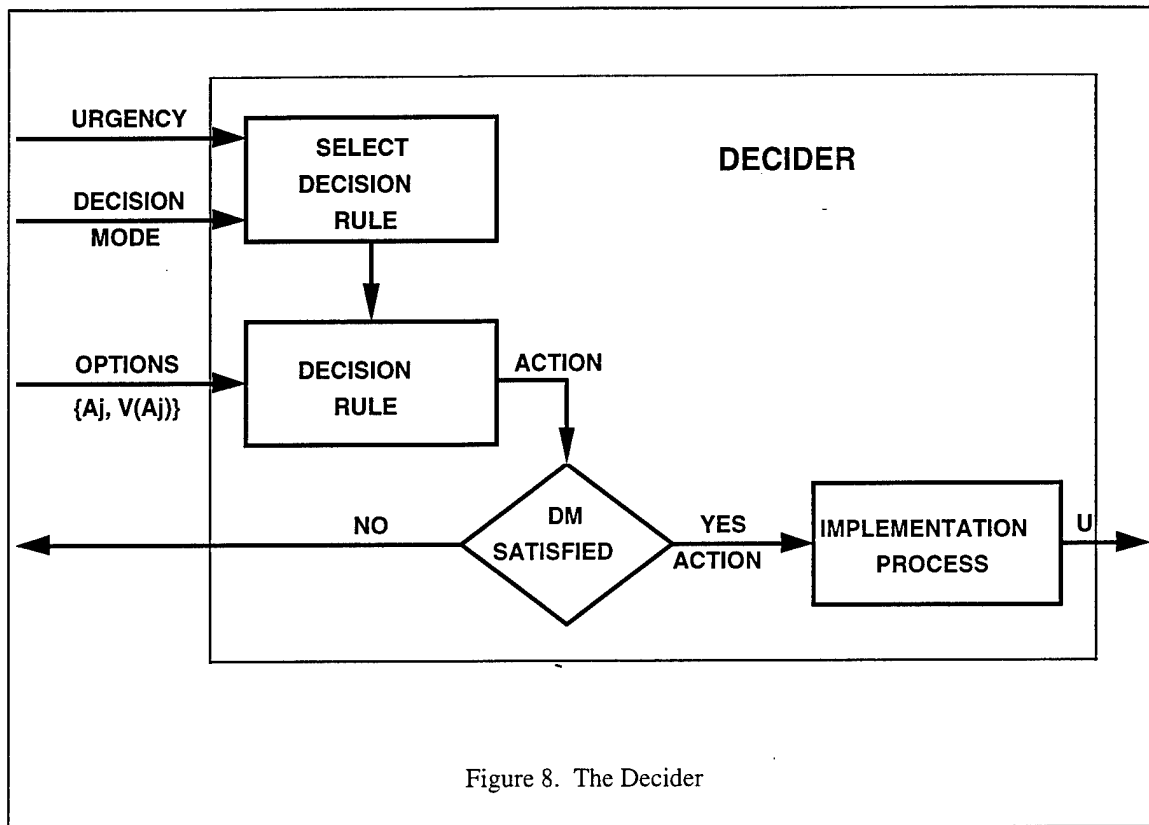 URGENCY
SELECT
DECISION
RULE
DECIDER
DECISION
MODE
OPTIONS
{Aj, V(Aj)}
DECISION
RULE
ACTION
NO
DM
SATISFIED
YES
ACTION
IMPLEMENTATION
PROCESS
U
Figure 8. The Decider